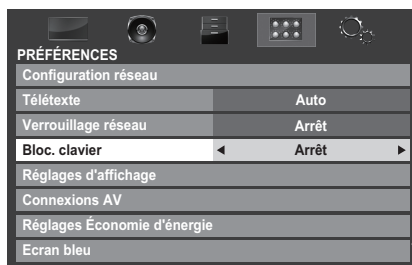 PRÉFÉRENCES
Configuration réseau
Télétexte Auto
Verrouillage réseau Arrêt
Bloc. clavier Arrêt
Réglages d'affichage
Connexions AV
Réglages Économie d'énergie
Ecran bleu